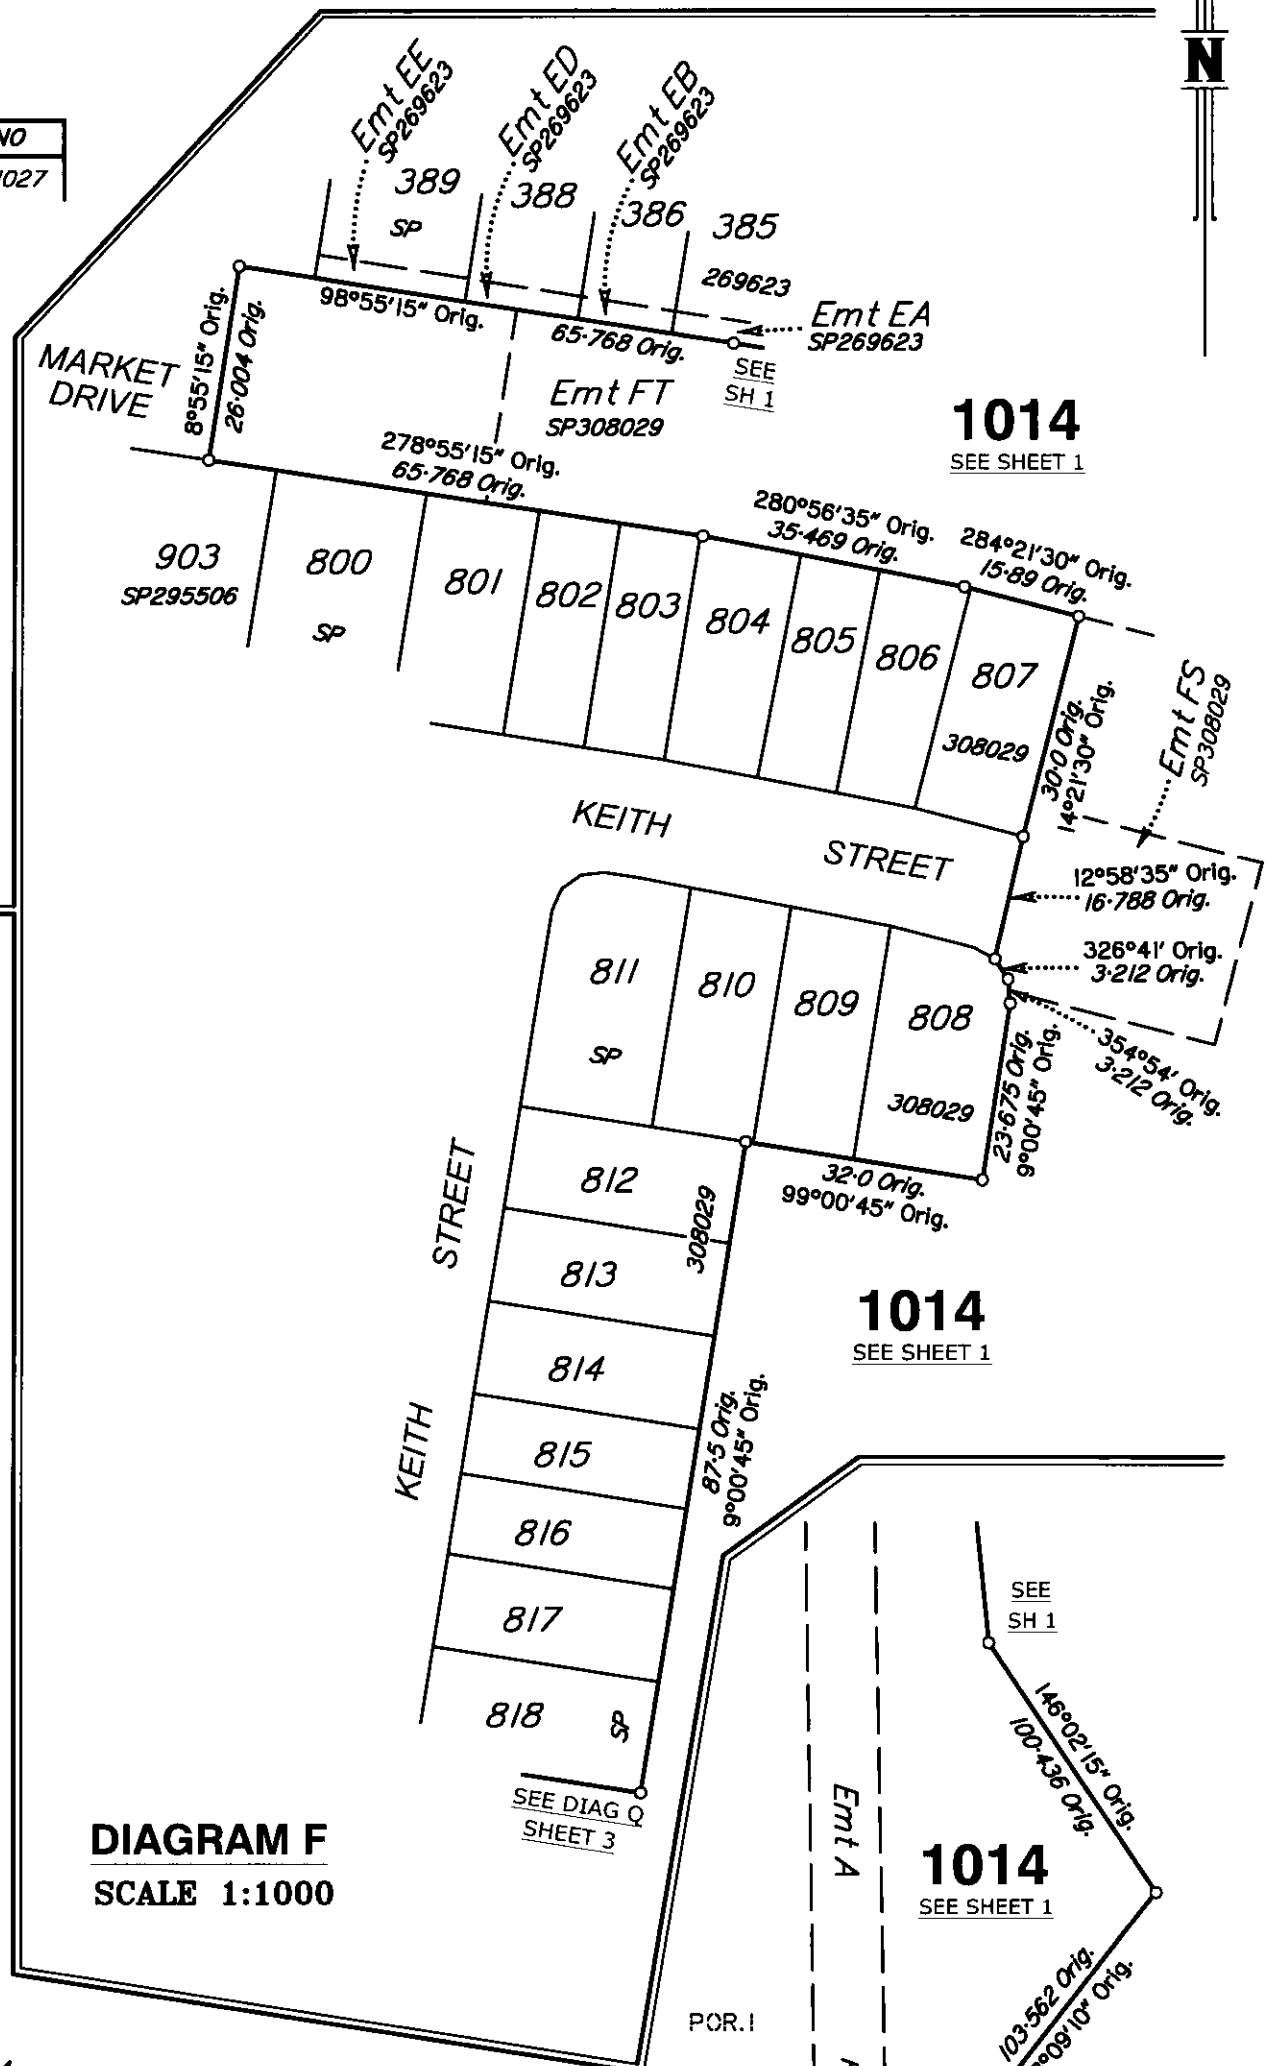 N
NO
1027
Emt EE
SP269623
Emt ED
SP269623
Emt EB
SP269623
389
SP
388
386
385
269623
Emt EA
SP269623
98°55'15" Orig.
65·768 Orig.
SEE
SH 1
MARKET
DRIVE
8°55'15" Orig.
26·004 Orig.
Emt FT
SP308029
278°55'15" Orig.
65·768 Orig.
1014
SEE SHEET 1
280°56'35" Orig.
35·469 Orig.
284°21'30" Orig.
15·89 Orig.
903
SP295506
800
SP
801
802
803
804
805
806
807
308029
30·0 Orig.
14°21'30" Orig.
Emt FS
SP308029
KEITH
STREET
12°58'35" Orig.
16·788 Orig.
326°41' Orig.
3·212 Orig.
354°54' Orig.
3·212 Orig.
811
SP
810
809
808
308029
23·675 Orig.
9°00'45" Orig.
32·0 Orig.
99°00'45" Orig.
812
308029
STREET
813
1014
SEE SHEET 1
814
87·5 Orig.
9°00'45" Orig.
KEITH
815
816
817
818
SP
SEE DIAG Q
SHEET 3
SEE
SH 1
146°02'15" Orig.
100·436 Orig.
Emt A
1014
SEE SHEET 1
DIAGRAM F
SCALE 1:1000
103·562 Orig.
°09'10" Orig.
POR.1